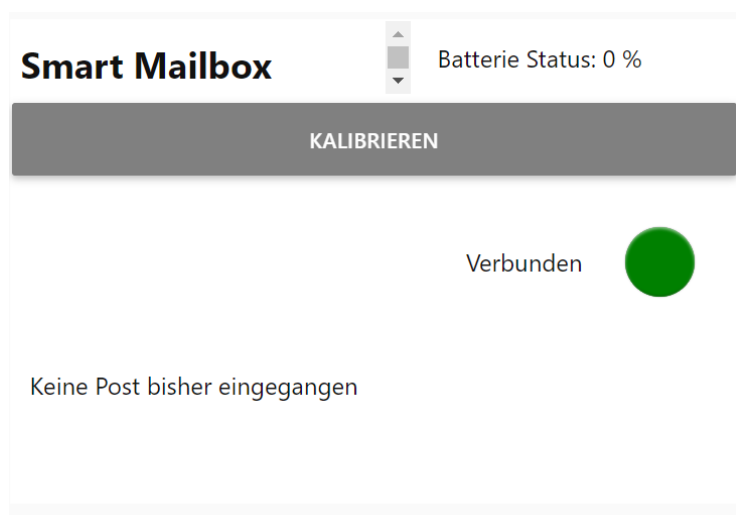 Smart Mailbox
Batterie Status: 0 %
KALIBRIEREN
Verbunden
Keine Post bisher eingegangen